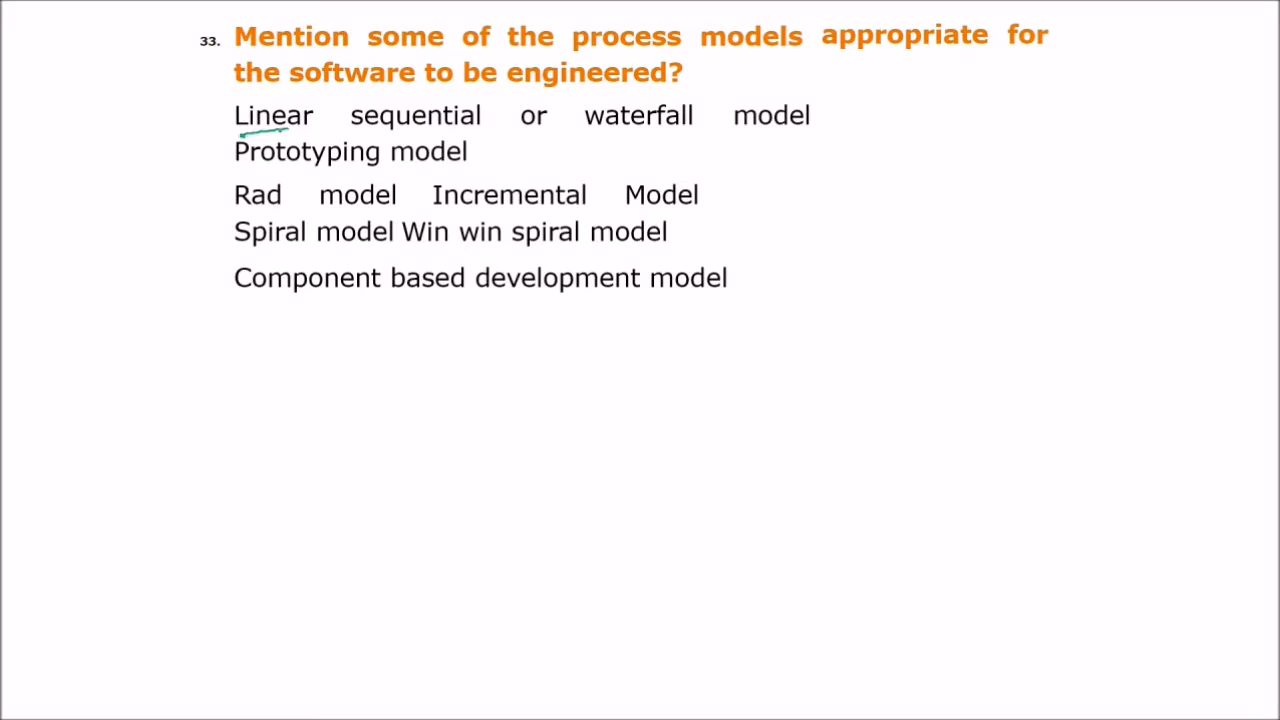 33. Mention some of the process models appropriate for
the software to be engineered?
Linear sequential or waterfall model
Prototyping model
Rad model Incremental Model
Spiral model Win win spiral model
Component based development model